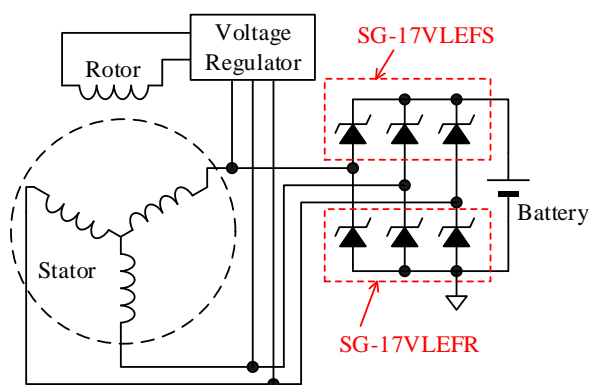 Voltage
Regulator
SG-17VLEFS
Rotor
Battery
Stator
SG-17VLEFR